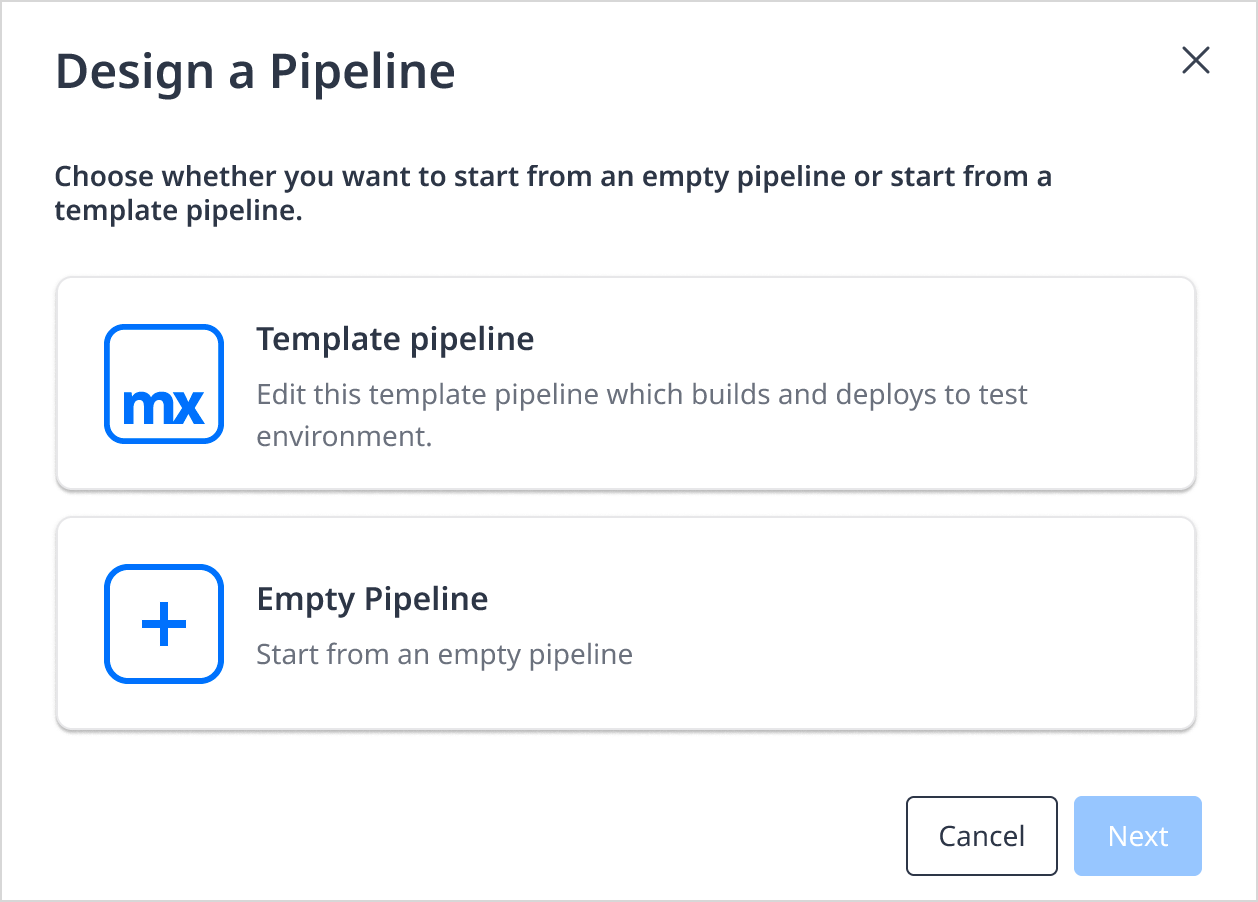 Design a Pipeline
Choose whether you want to start from an empty pipeline or start from a
template pipeline.
mx
Template pipeline
Edit this template pipeline which builds and deploys to test
environment.
Empty Pipeline
Start from an empty pipeline
Cancel
Next